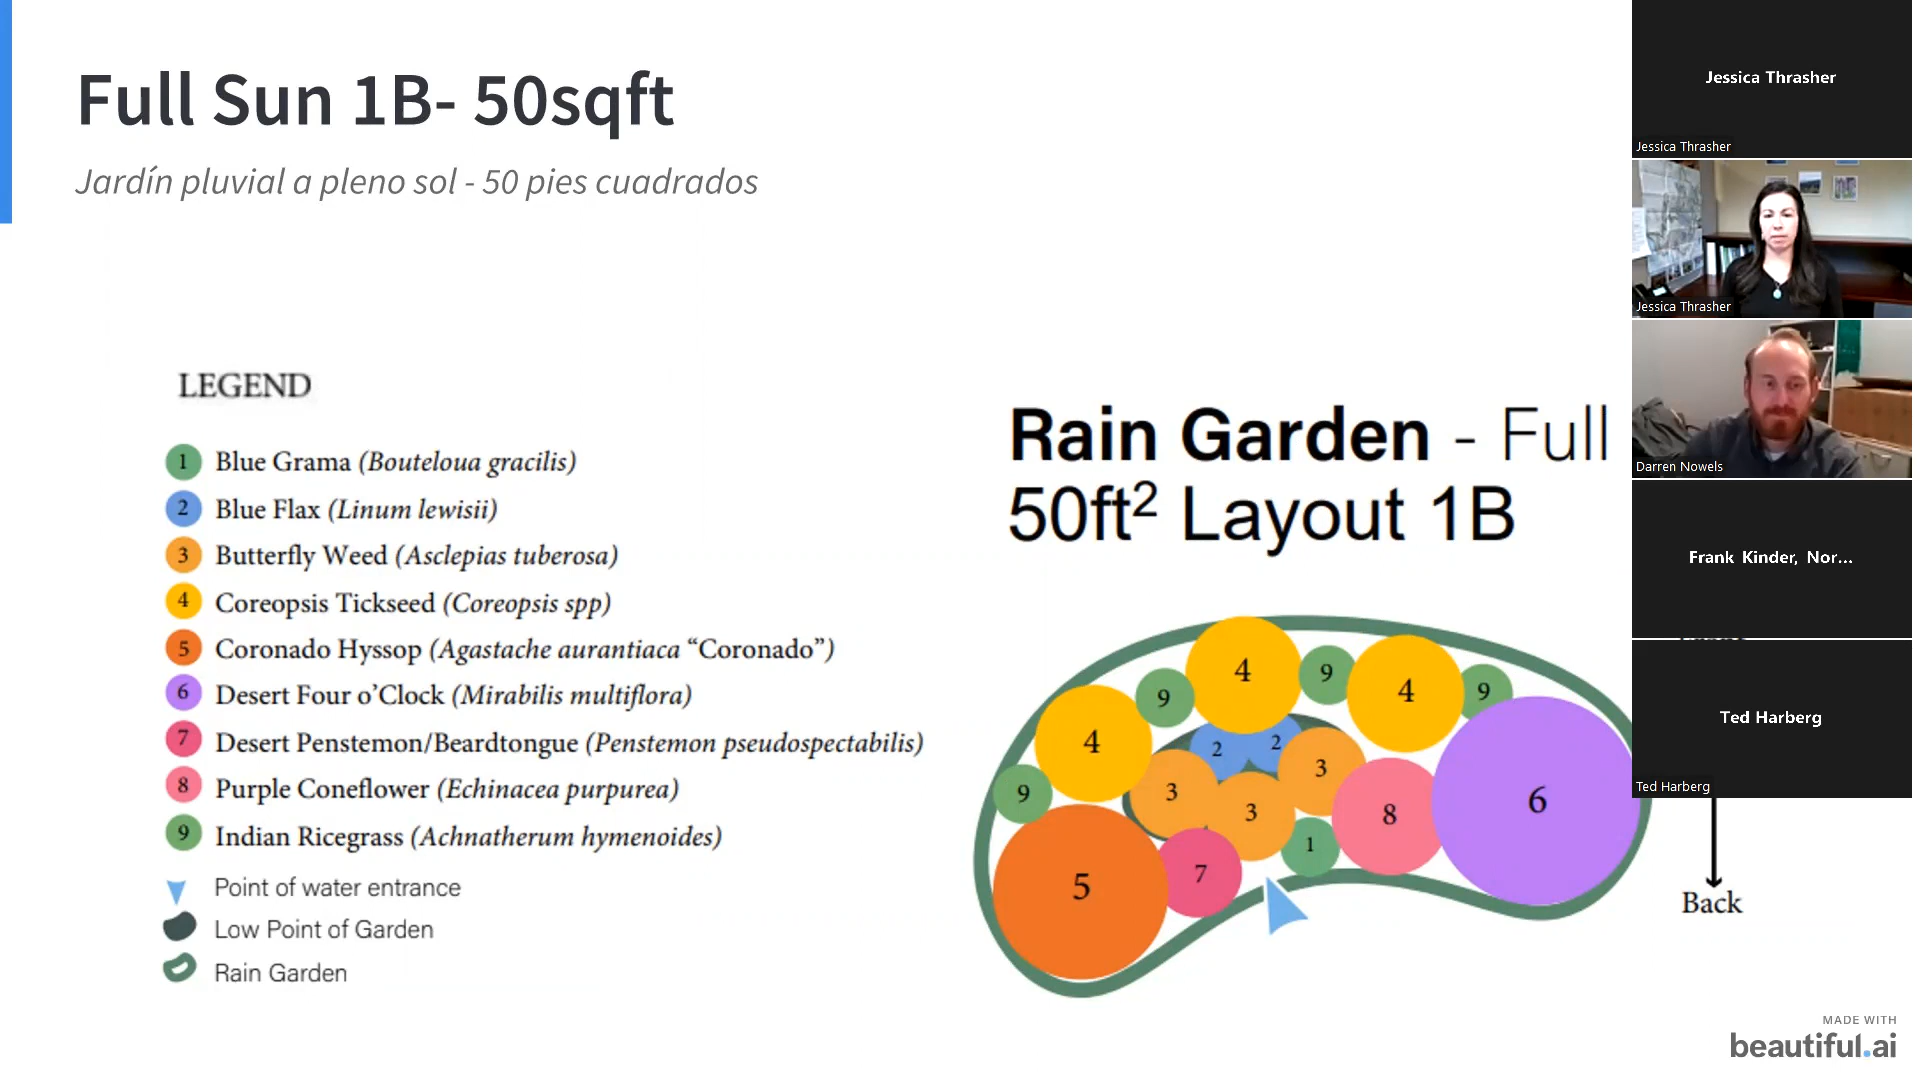 Full Sun 1B- 50sqft
Jardín pluvial a pleno sol - 50 pies cuadrados
LEGEND
1 Blue Grama (Bouteloua gracilis)
2 Blue Flax (Linum lewisii)
3 Butterfly Weed (Asclepias tuberosa)
4 Coreopsis Tickseed (Coreopsis spp)
5 Coronado Hyssop (Agastache aurantiaca “Coronado”)
6 Desert Four o’Clock (Mirabilis multiflora)
7 Desert Penstemon/Beardtongue (Penstemon pseudospectabilis)
8 Purple Coneflower (Echinacea purpurea)
9 Indian Ricegrass (Achnatherum hymenoides)
Point of water entrance
Low Point of Garden
Rain Garden
Rain Garden - Full
50ft² Layout 1B
4
9
4
9
4
9
2
2
3
3
3
9
6
8
1
7
5
Back
Jessica Thrasher
Jessica Thrasher
Jessica Thrasher
Darren Nowels
Frank Kinder, Nor...
Ted Harberg
Ted Harberg
MADE WITH
beautiful.ai